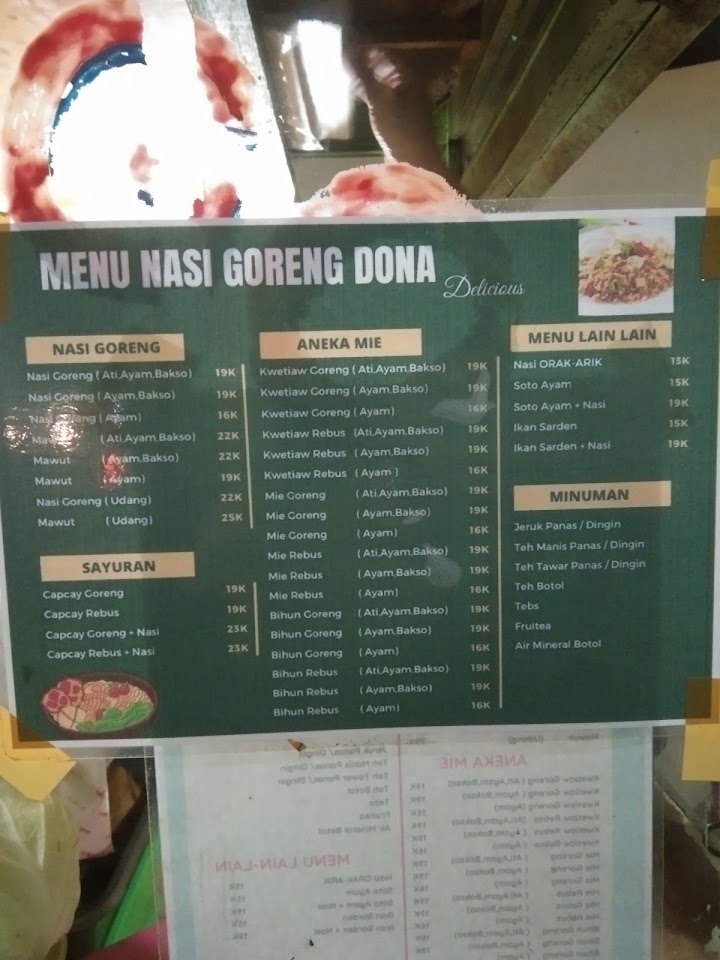 MENU NASI GORENG DONA
Delicious
NASI GORENG
Nasi Goreng ( Ati,Ayam,Bakso) 19K
Nasi Goreng ( Ayam,Bakso) 19K
Nasi Goreng ( Ayam) 16K
Mawut ( Ati,Ayam,Bakso) 22K
Mawut ( Ayam,Bakso) 22K
Mawut ( Ayam) 19K
Nasi Goreng ( Udang) 22K
Mawut ( Udang) 25K
SAYURAN
Capcay Goreng 19K
Capcay Rebus 19K
Capcay Goreng + Nasi 23K
Capcay Rebus + Nasi 23K
ANEKA MIE
Kwetiaw Goreng ( Ati,Ayam,Bakso) 19K
Kwetiaw Goreng ( Ayam,Bakso) 19K
Kwetiaw Goreng ( Ayam) 16K
Kwetiaw Rebus (Ati,Ayam,Bakso) 19K
Kwetiaw Rebus ( Ayam,Bakso) 19K
Kwetiaw Rebus ( Ayam ) 16K
Mie Goreng ( Ati,Ayam,Bakso) 19K
Mie Goreng ( Ayam,Bakso) 19K
Mie Goreng ( Ayam) 16K
Mie Rebus ( Ati,Ayam,Bakso) 19K
Mie Rebus ( Ayam,Bakso) 19K
Mie Rebus ( Ayam) 16K
Bihun Goreng ( Ati,Ayam,Bakso) 19K
Bihun Goreng ( Ayam,Bakso) 19K
Bihun Goreng ( Ayam) 16K
Bihun Rebus ( Ati,Ayam,Bakso) 19K
Bihun Rebus ( Ayam,Bakso) 19K
Bihun Rebus ( Ayam) 16K
MENU LAIN LAIN
Nasi ORAK-ARIK 13K
Soto Ayam 15K
Soto Ayam + Nasi 19K
Ikan Sarden 15K
Ikan Sarden + Nasi 19K
MINUMAN
Jeruk Panas / Dingin
Teh Manis Panas / Dingin
Teh Tawar Panas / Dingin
Teh Botol
Tebs
Fruitea
Air Mineral Botol
ANEKA MIE
MENU LAIN-LAIN